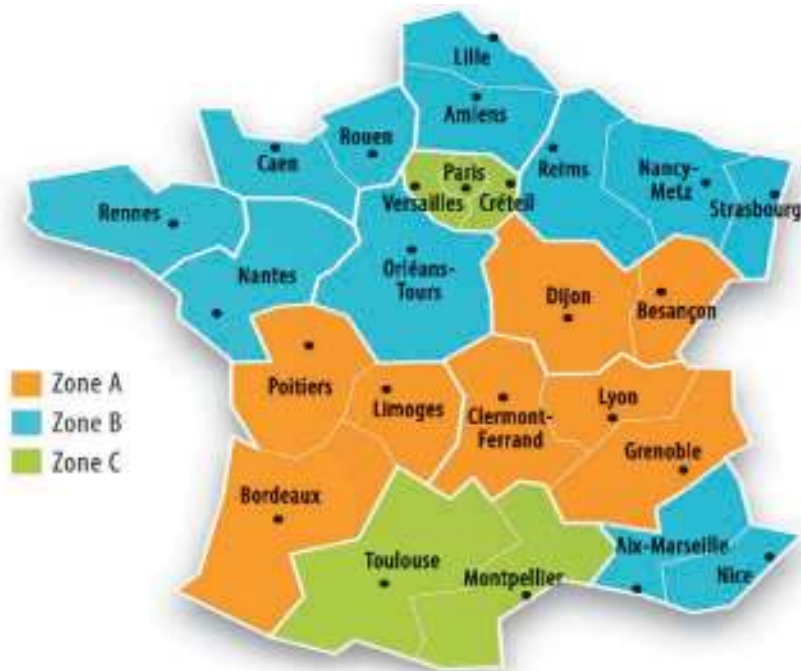 Lille
Amiens
Rouen
Caen
Paris
Reims
Nancy-
Metz
Versailles
Créteil
Strasbourg
Rennes
Nantes
Orléans-
Tours
Dijon
Besançon
Zone A
Zone B
Zone C
Poitiers
Limoges
Clermont-
Ferrand
Lyon
Grenoble
Bordeaux
Toulouse
Montpellier
Aix-Marseille
Nice